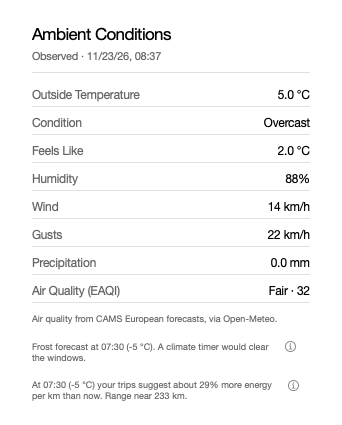 Ambient Conditions
Observed · 11/23/26, 08:37
Outside Temperature 5.0 °C
Condition Overcast
Feels Like 2.0 °C
Humidity 88%
Wind 14 km/h
Gusts 22 km/h
Precipitation 0.0 mm
Air Quality (EAQI) Fair · 32
Air quality from CAMS European forecasts, via Open-Meteo.
Frost forecast at 07:30 (-5 °C). A climate timer would clear
the windows.
At 07:30 (-5 °C) your trips suggest about 29% more energy
per km than now. Range near 233 km.